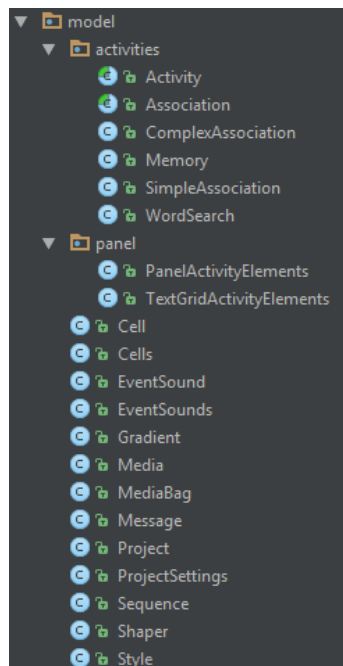 model
activities
Activity
Association
ComplexAssociation
Memory
SimpleAssociation
WordSearch
panel
PanelActivityElements
TextGridActivityElements
Cell
Cells
EventSound
EventSounds
Gradient
Media
MediaBag
Message
Project
ProjectSettings
Sequence
Shaper
Style